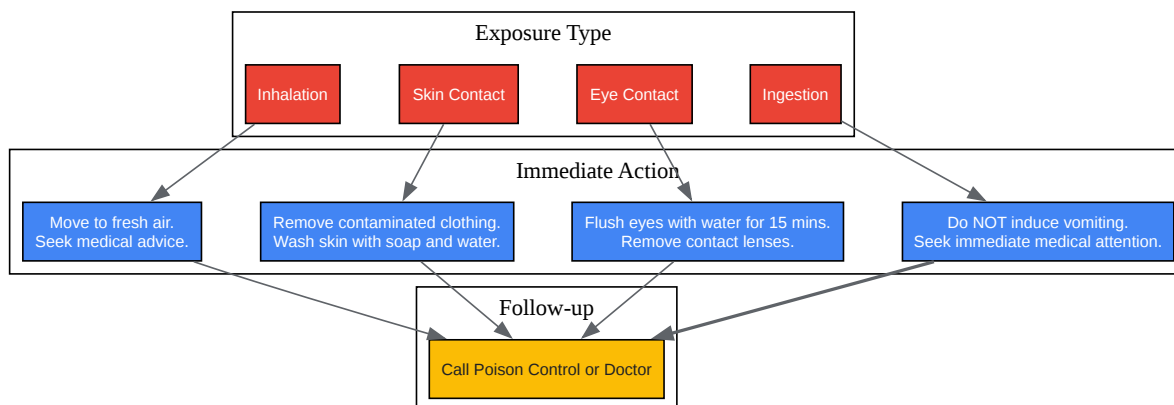 Exposure Type
Inhalation
Skin Contact
Eye Contact
Ingestion
Immediate Action
Move to fresh air.
Seek medical advice.
Remove contaminated clothing.
Wash skin with soap and water.
Flush eyes with water for 15 mins.
Remove contact lenses.
Do NOT induce vomiting.
Seek immediate medical attention.
Follow-up
Call Poison Control or Doctor